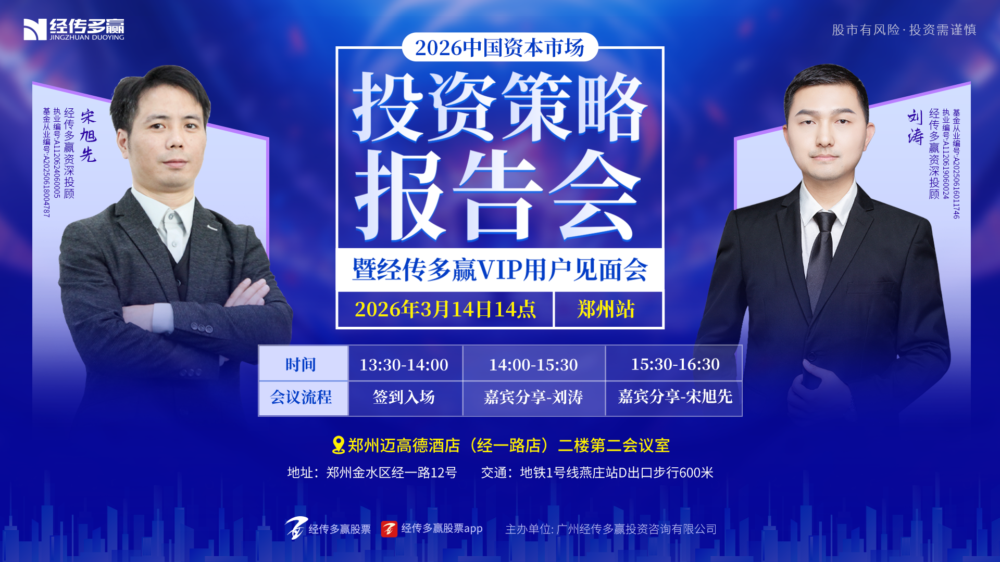 经传多赢
JINGZHUAN DUOYING
股市有风险·投资需谨慎
2026中国资本市场
投资策略
报告会
暨经传多赢VIP用户见面会
2026年3月14日14点
郑州站
宋旭先
经传多赢资深投顾
执业编号:A1120624060005
基金从业编号:A20250618004787
刘涛
经传多赢资深投顾
执业编号:A1120619060024
基金从业编号:A20250616011746
时间 13:30-14:00 14:00-15:30 15:30-16:30
会议流程 签到入场 嘉宾分享-刘涛 嘉宾分享-宋旭先
郑州迈高德酒店（经一路店）二楼第二会议室
地址：郑州金水区经一路12号 交通：地铁1号线燕庄站D出口步行600米
经传多赢股票 经传多赢股票app 主办单位: 广州经传多赢投资咨询有限公司